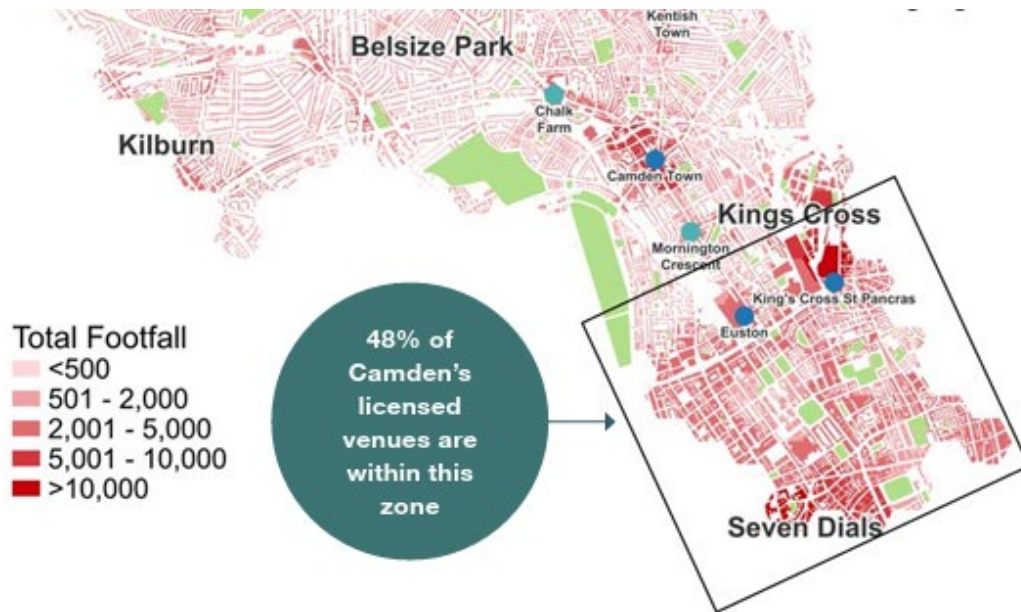 Kentish
Town
Belsize Park
Chalk
Farm
Kilburn
Camden Town
Kings Cross
Mornington
Crescent
King's Cross St Pancras
Euston
Total Footfall
<500
501 - 2,000
2,001 - 5,000
5,001 - 10,000
>10,000
48% of
Camden's
licensed
venues are
within this
zone
Seven Dials